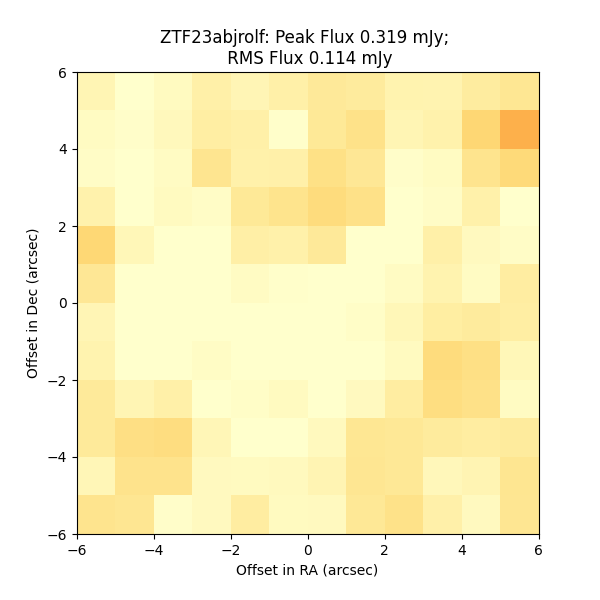 ZTF23abjrolf: Peak Flux 0.319 mJy;
RMS Flux 0.114 mJy
6
4
2
0
−2
−4
−6
Offset in Dec (arcsec)
−6 −4 −2 0 2 4 6
Offset in RA (arcsec)